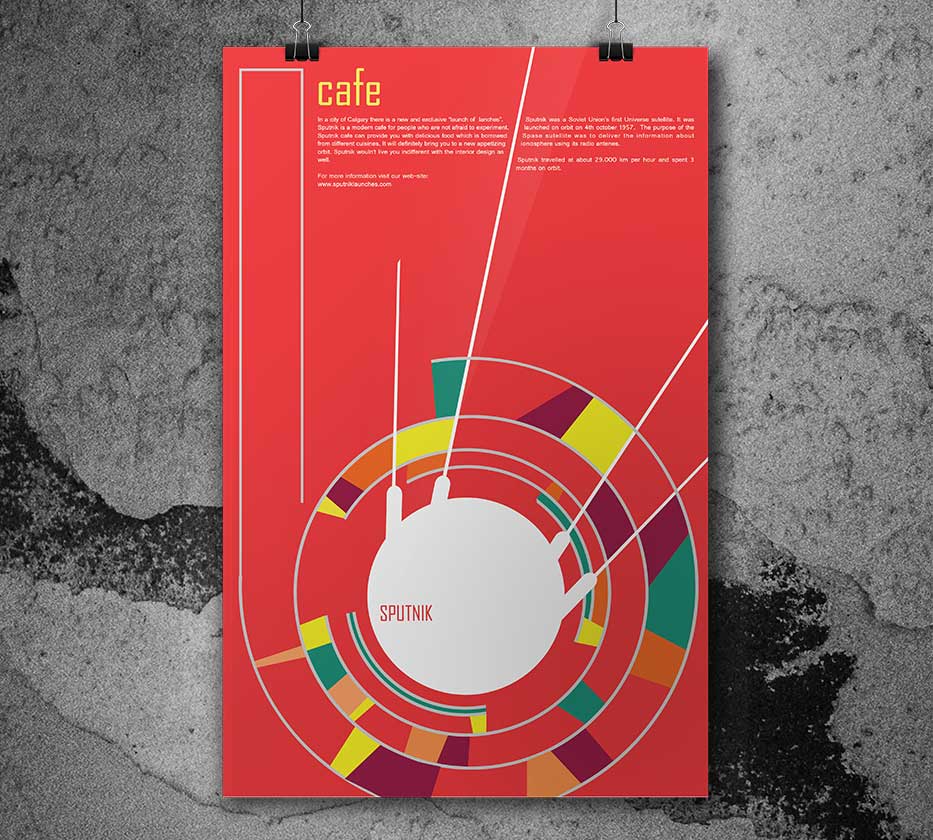 cafe
In a city of Calgary there is a new and exclusive "launch of lanches".
Sputnik is a modern cafe for people who are not afraid to experiment.
Sputnik cafe can provide you with delicious food which is borrowed
from different cuisines. It will definitely bring you to a new appetizing
orbit. Sputnik wouln't live you indifferent with the interior design as
well.
For more information visit our web-site:
www.sputniklaunches.com
Sputnik was a Soviet Union's first Universe sutellite. It was
launched on orbit on 4th october 1957. The purpose of the
Spase sutellite was to deliver the information about
ionosphere using its radio antenes.
Sputnik travelled at about 29.000 km per hour and spent 3
months on orbit.
SPUTNIK